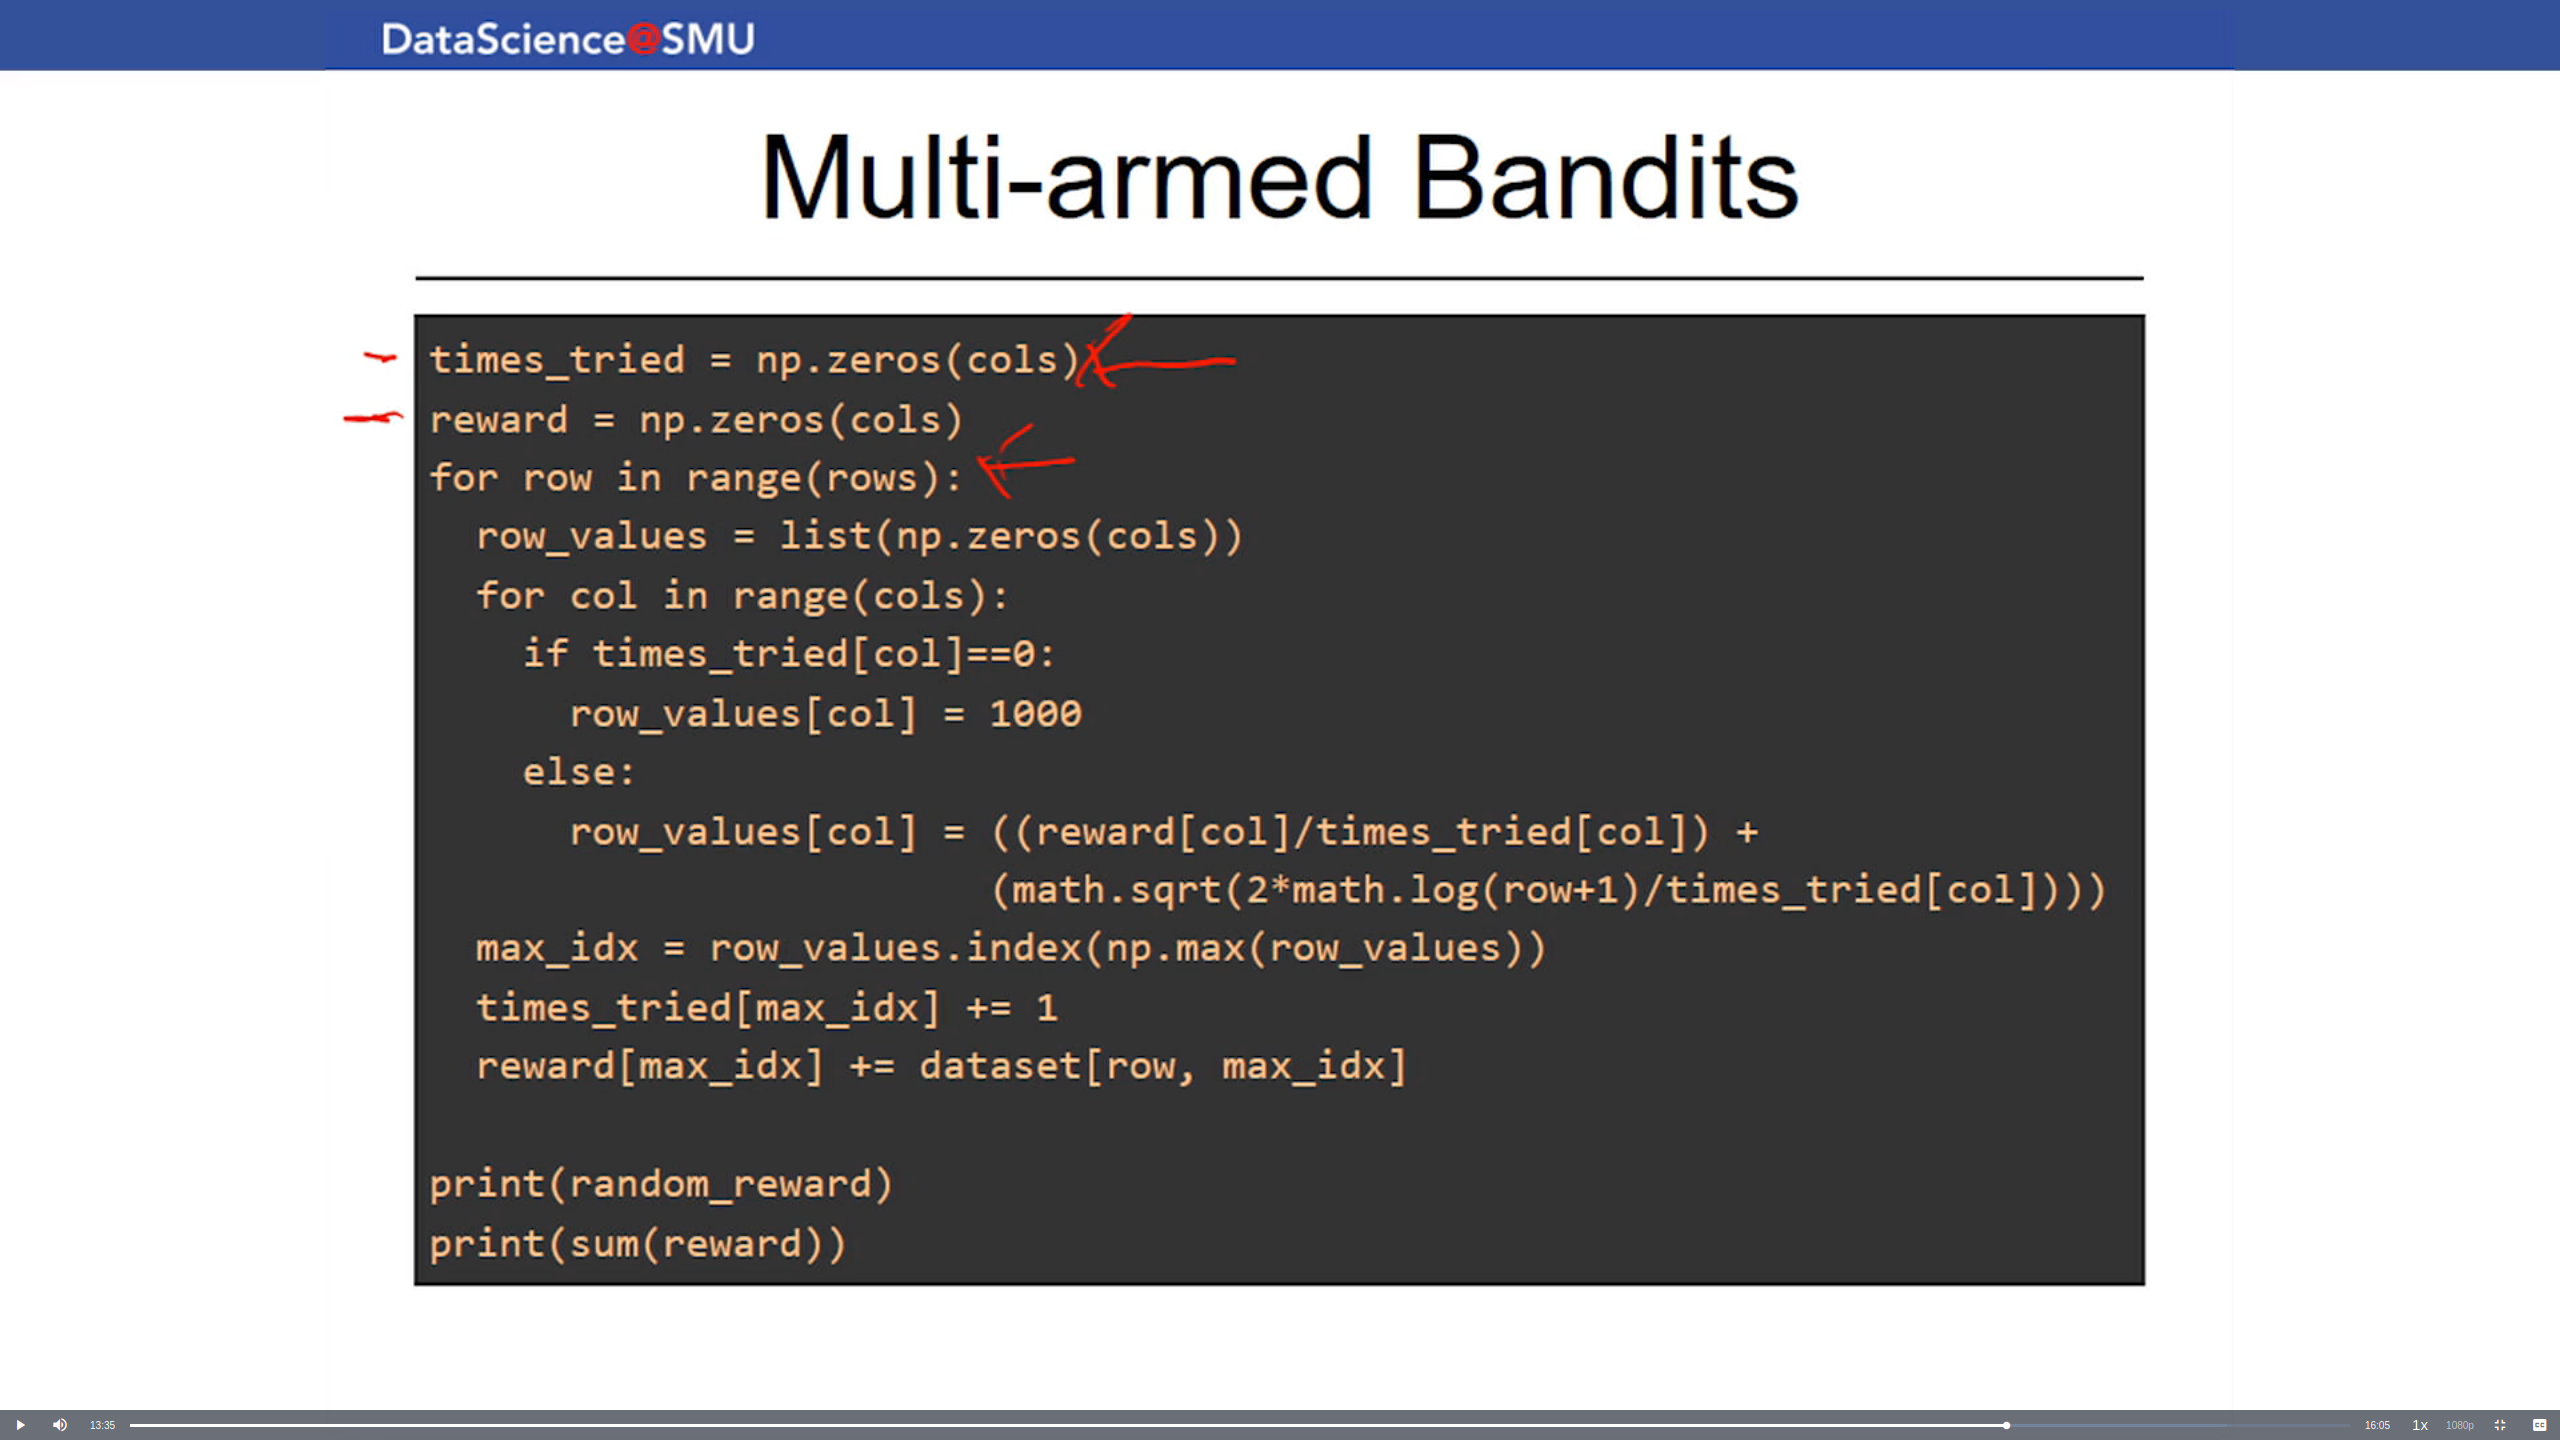 DataScience@SMU
Multi-armed Bandits
times_tried = np.zeros(cols)
reward = np.zeros(cols)
for row in range(rows):
  row_values = list(np.zeros(cols))
  for col in range(cols):
    if times_tried[col]==0:
      row_values[col] = 1000
    else:
      row_values[col] = ((reward[col]/times_tried[col]) +
                        (math.sqrt(2*math.log(row+1)/times_tried[col])))
  max_idx = row_values.index(np.max(row_values))
  times_tried[max_idx] += 1
  reward[max_idx] += dataset[row, max_idx]
print(random_reward)
print(sum(reward))
13:35 16:05 1x 1080p CC